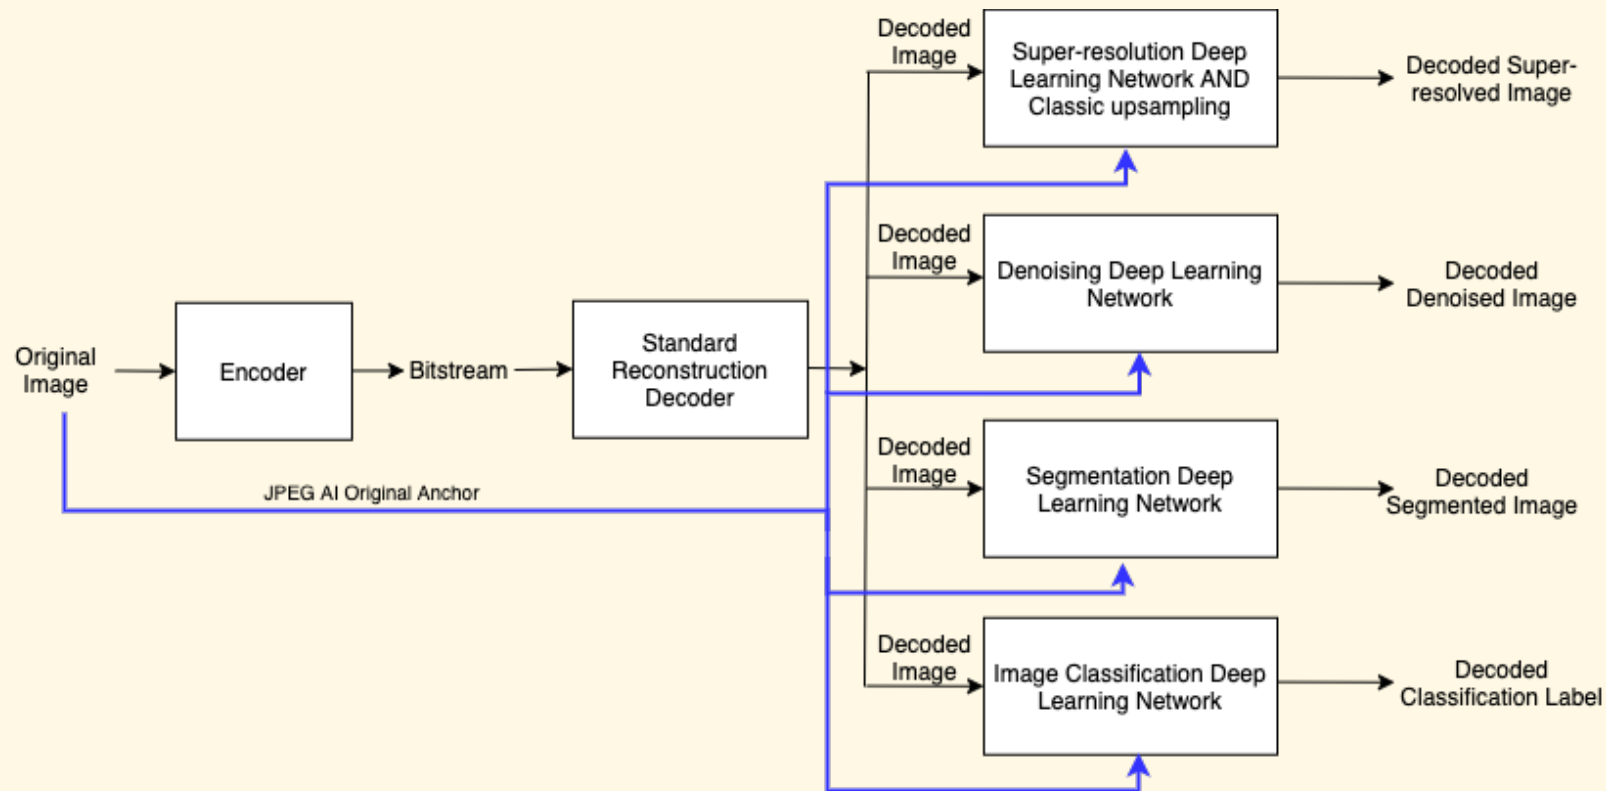 Original
Image
Encoder
Bitstream
Standard
Reconstruction
Decoder
JPEG AI Original Anchor
Decoded
Image
Super-resolution Deep
Learning Network AND
Classic upsampling
Decoded Super-
resolved Image
Decoded
Image
Denoising Deep Learning
Network
Decoded
Denoised Image
Decoded
Image
Segmentation Deep
Learning Network
Decoded
Segmented Image
Decoded
Image
Image Classification Deep
Learning Network
Decoded
Classification Label